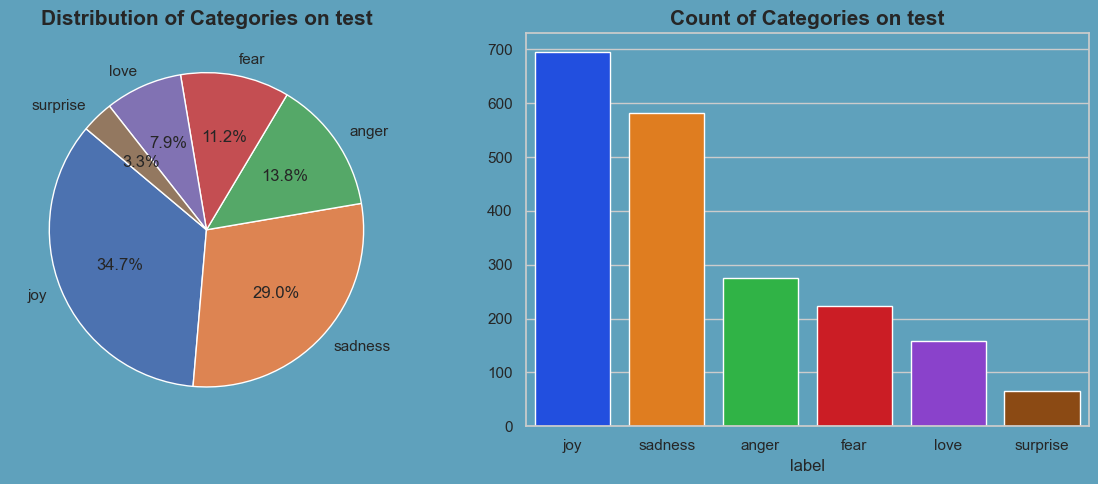 Distribution of Categories on test
fear
love
surprise
anger
11.2%
7.9%
3.3%
13.8%
34.7%
29.0%
joy
sadness
Count of Categories on test
700
600
500
400
300
200
100
0
joy sadness anger fear love surprise
label